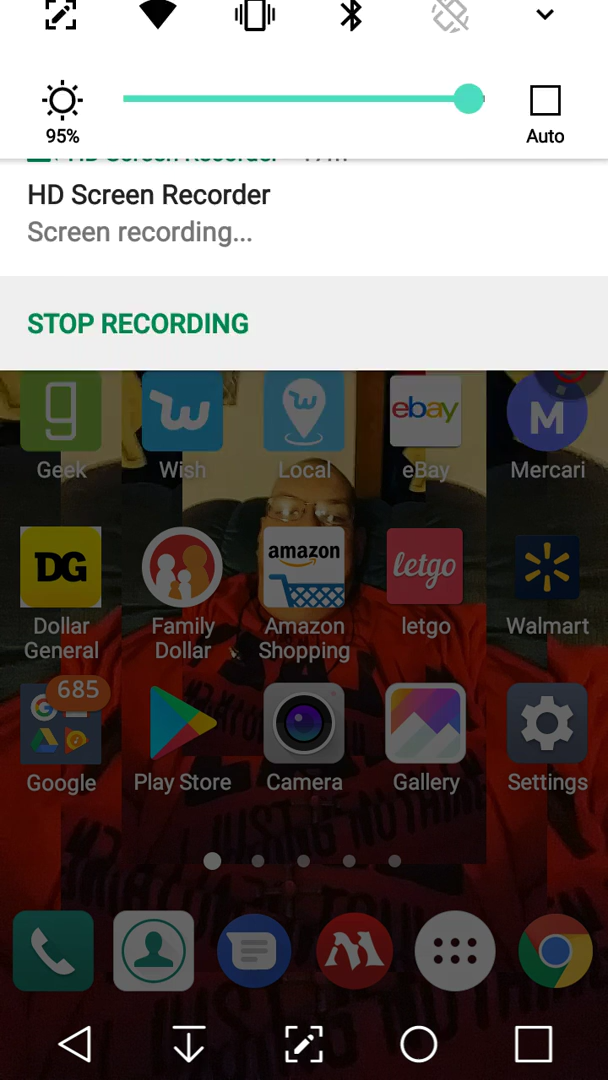 95%
Auto
HD Screen Recorder
HD Screen Recorder
Screen recording...
STOP RECORDING
Geek
Wish
Local
ebay
eBay
M
Mercari
DG
amazon
letgo
Dollar General
Family Dollar
Amazon Shopping
letgo
Walmart
685
Google
Play Store
Camera
Gallery
Settings